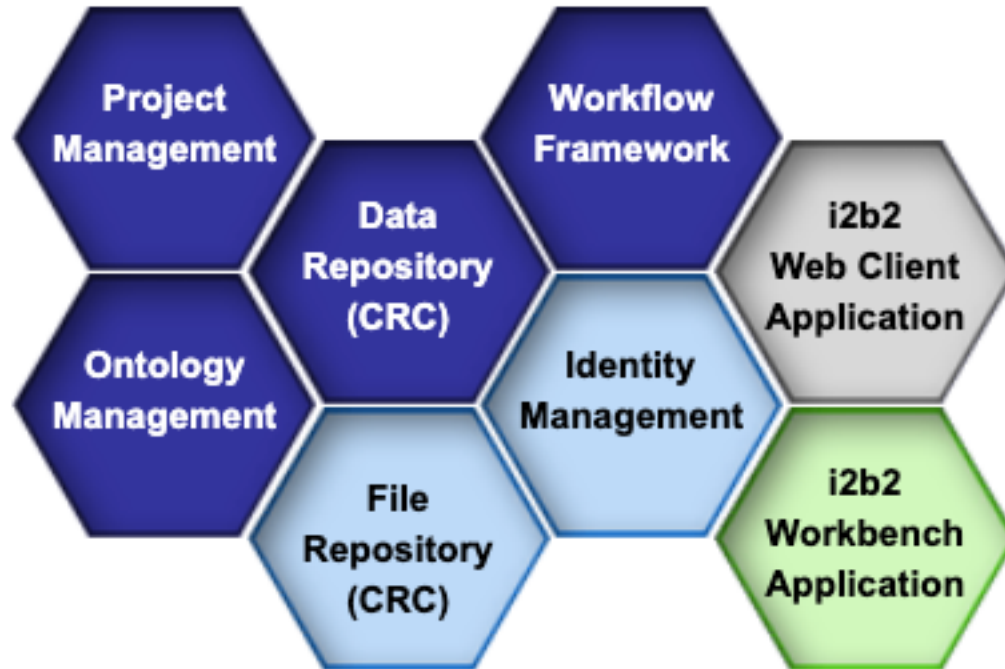 Project
Management
Workflow
Framework
Data
Repository
(CRC)
i2b2
Web Client
Application
Ontology
Management
Identity
Management
File
Repository
(CRC)
i2b2
Workbench
Application